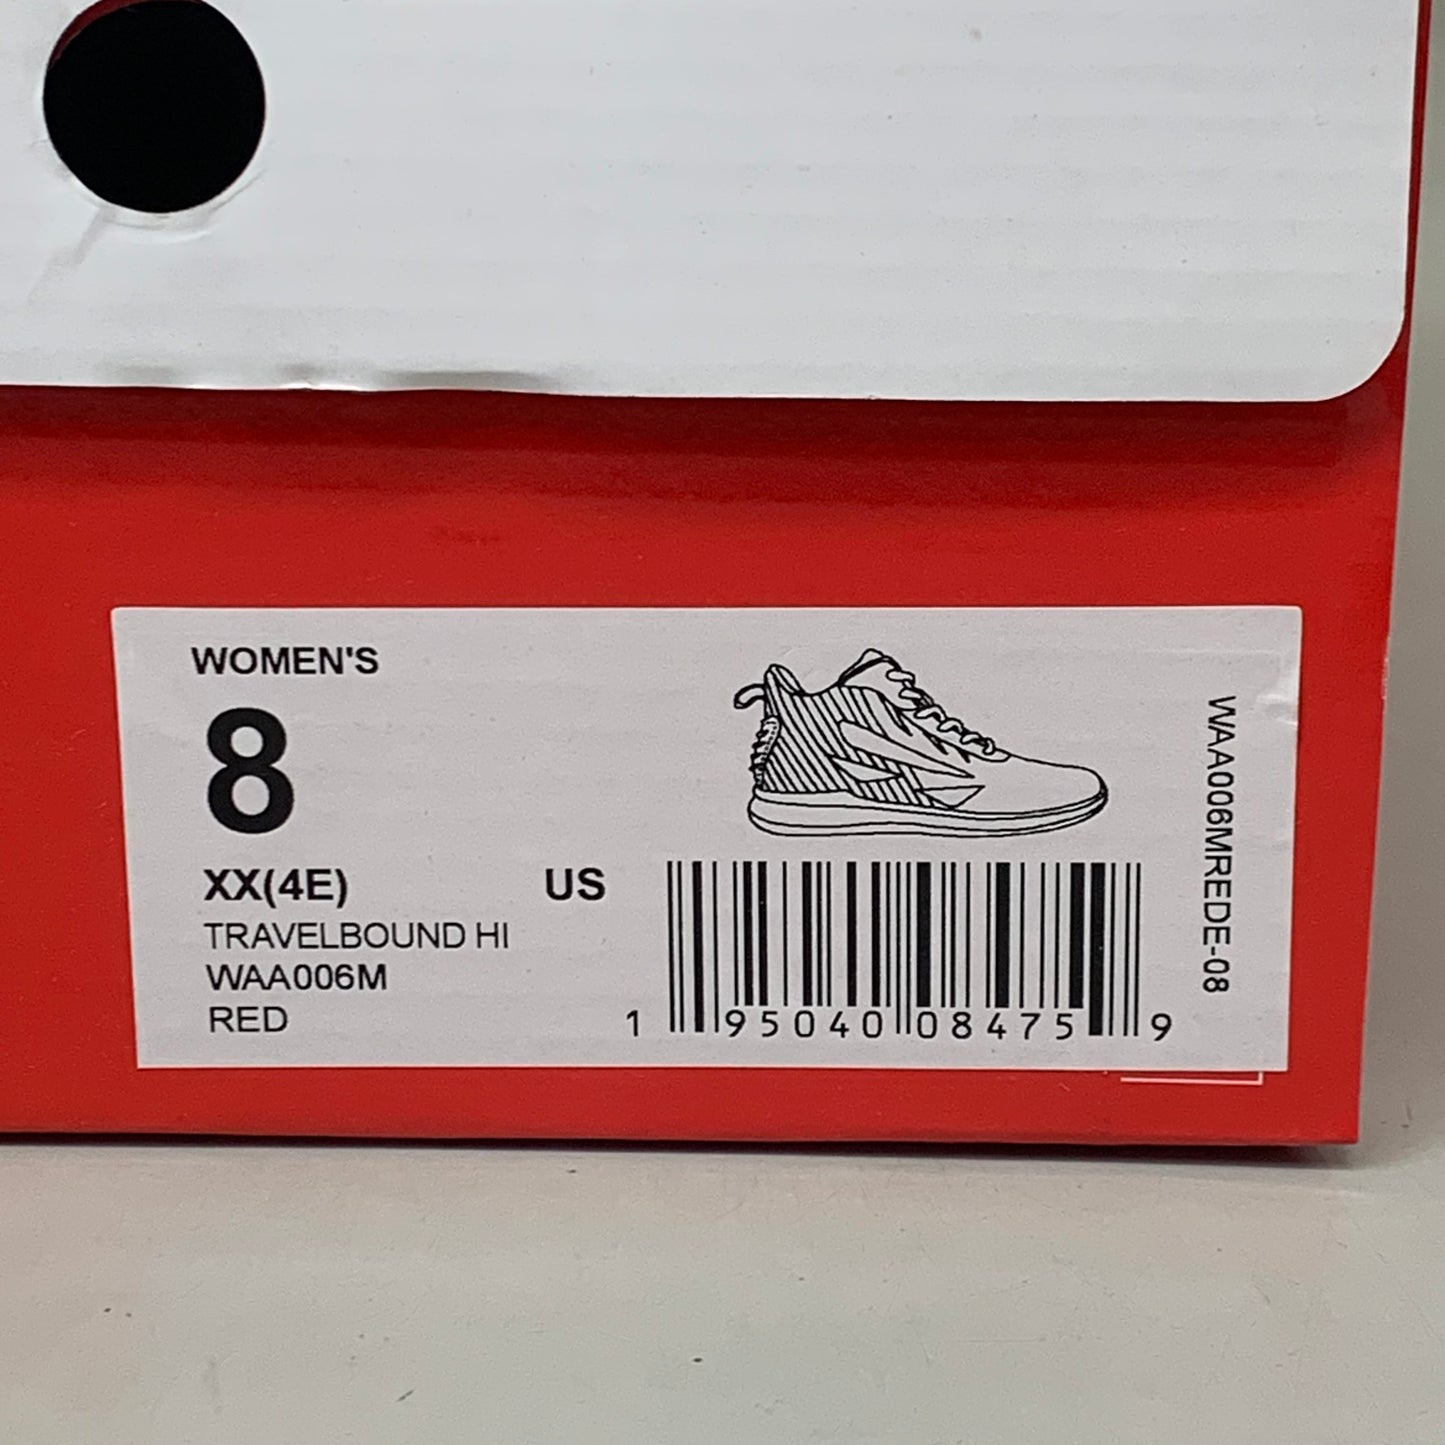 WOMEN'S
8
XX(4E) US
TRAVELBOUND HI
WAA006M
RED
1 95040 08475 9
WAA006MREDE-08